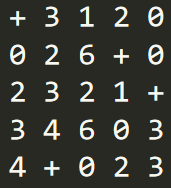 + 3 1 2 0
0 2 6 + 0
2 3 2 1 +
3 4 6 0 3
4 + 0 2 3